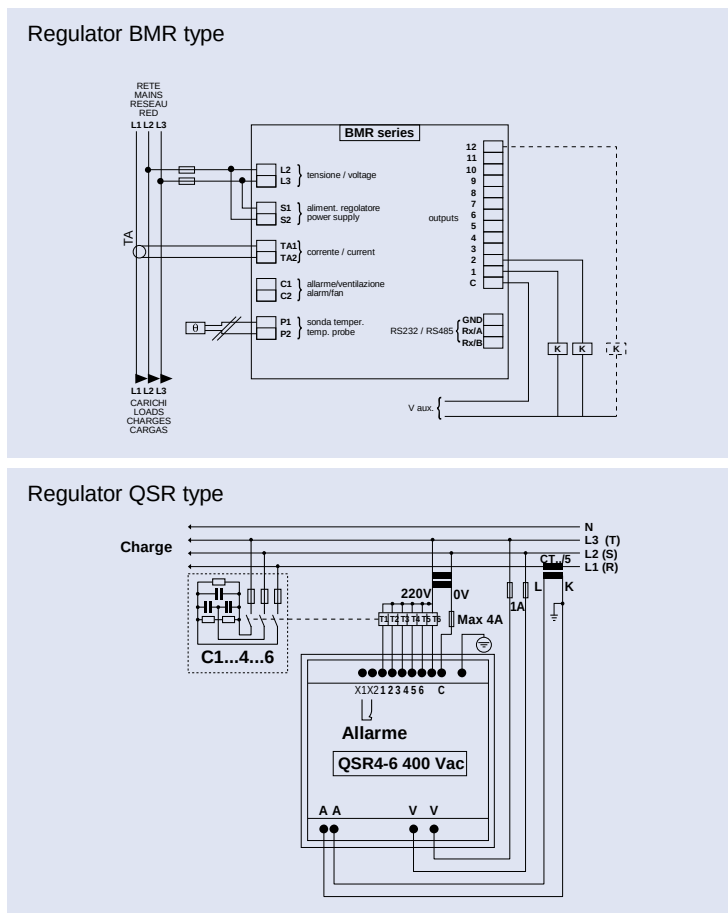 Regulator BMR type
RETE
MAINS
RESEAU
RED
L1 L2 L3
BMR series
L2
L3
tensione / voltage
S1
S2
aliment. regolatore
power supply
TA
TA1
TA2
corrente / current
C1
C2
allarme/ventilazione
alarm/fan
θ
P1
P2
sonda temper.
temp. probe
outputs
12
11
10
9
8
7
6
5
4
3
2
1
C
RS232 / RS485
GND
Rx/A
Rx/B
K K K
V aux.
L1 L2 L3
CARICHI
LOADS
CHARGES
CARGAS
Regulator QSR type
Charge
N
L3 (T)
L2 (S)
L1 (R)
CT../5
L K
220V 0V
1A
T1 T2 T3 T4 T5 T6
Max 4A
C1...4...6
X1 X2 1 2 3 4 5 6 C
Allarme
QSR4-6 400 Vac
A A V V